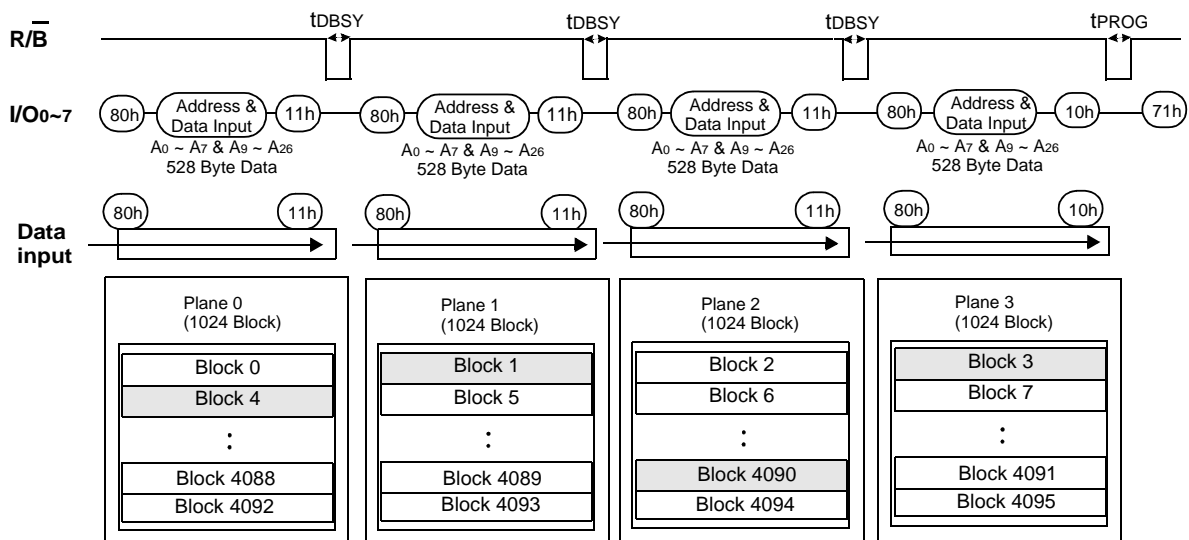 tDBSY tDBSY tDBSY tPROG
R/B
I/O0~7 80h Address & Data Input 11h 80h Address & Data Input 11h 80h Address & Data Input 11h 80h Address & Data Input 10h 71h
A0 ~ A7 & A9 ~ A26 A0 ~ A7 & A9 ~ A26 A0 ~ A7 & A9 ~ A26 A0 ~ A7 & A9 ~ A26
528 Byte Data 528 Byte Data 528 Byte Data 528 Byte Data
80h 11h 80h 11h 80h 11h 80h 10h
Data
input
Plane 0 Plane 1 Plane 2 Plane 3
(1024 Block) (1024 Block) (1024 Block) (1024 Block)
Block 0 Block 1 Block 2 Block 3
Block 4 Block 5 Block 6 Block 7
: : : :
Block 4088 Block 4089 Block 4090 Block 4091
Block 4092 Block 4093 Block 4094 Block 4095